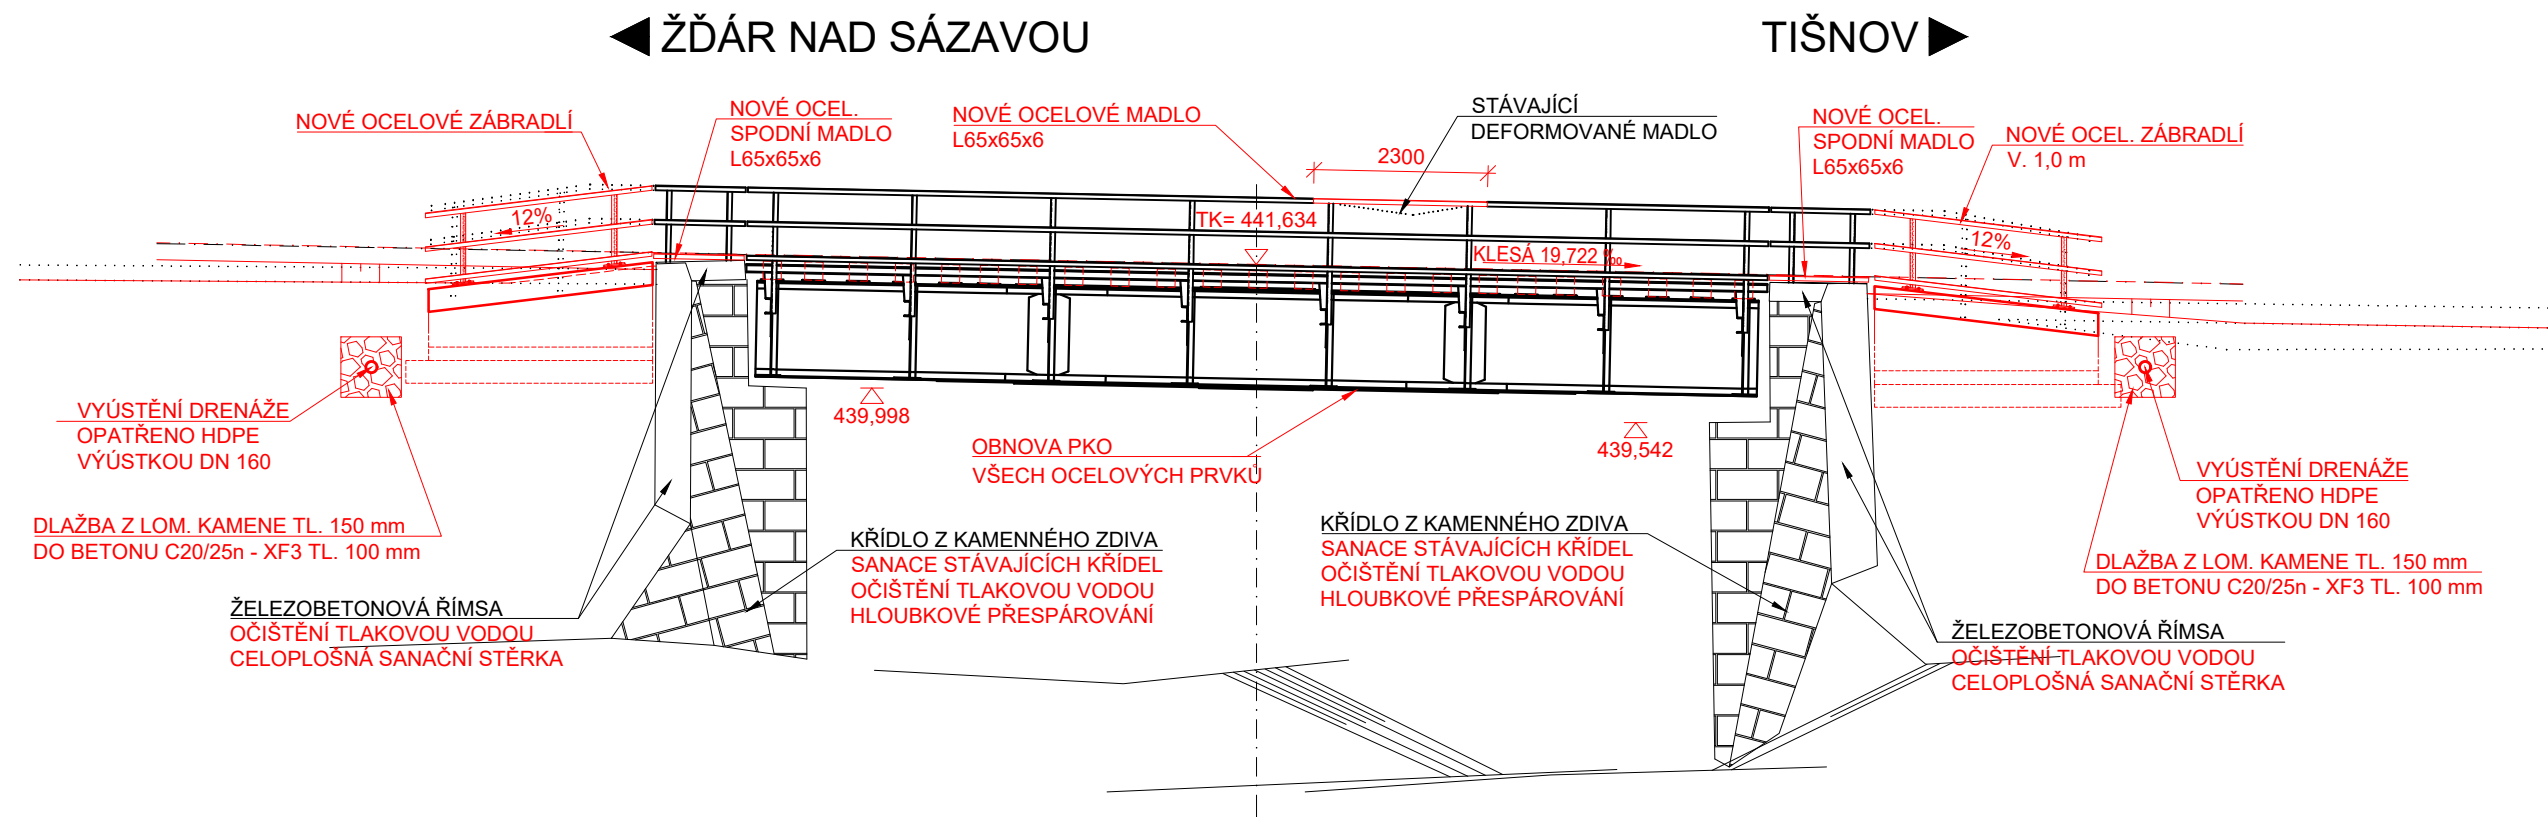 ŽĎÁR NAD SÁZAVOU
TIŠNOV
NOVÉ OCELOVÉ ZÁBRADLÍ
NOVÉ OCEL.
SPODNÍ MADLO
L65x65x6
NOVÉ OCELOVÉ MADLO
L65x65x6
2300
STÁVAJÍCÍ
DEFORMOVANÉ MADLO
NOVÉ OCEL.
SPODNÍ MADLO
L65x65x6
NOVÉ OCEL. ZÁBRADLÍ
V. 1,0 m
12%
TK= 441,634
KLESÁ 19,722 ‰
12%
439,998
439,542
VYÚSTĚNÍ DRENÁŽE
OPATŘENO HDPE
VÝÚSTKOU DN 160
OBNOVA PKO
VŠECH OCELOVÝCH PRVKŮ
VYÚSTĚNÍ DRENÁŽE
OPATŘENO HDPE
VÝÚSTKOU DN 160
DLAŽBA Z LOM. KAMENE TL. 150 mm
DO BETONU C20/25n - XF3 TL. 100 mm
KŘÍDLO Z KAMENNÉHO ZDIVA
SANACE STÁVAJÍCÍCH KŘÍDEL
OČIŠTĚNÍ TLAKOVOU VODOU
HLOUBKOVÉ PŘESPÁROVÁNÍ
KŘÍDLO Z KAMENNÉHO ZDIVA
SANACE STÁVAJÍCÍCH KŘÍDEL
OČIŠTĚNÍ TLAKOVOU VODOU
HLOUBKOVÉ PŘESPÁROVÁNÍ
DLAŽBA Z LOM. KAMENE TL. 150 mm
DO BETONU C20/25n - XF3 TL. 100 mm
ŽELEZOBETONOVÁ ŘÍMSA
OČIŠTĚNÍ TLAKOVOU VODOU
CELOPLOŠNÁ SANAČNÍ STĚRKA
ŽELEZOBETONOVÁ ŘÍMSA
OČIŠTĚNÍ TLAKOVOU VODOU
CELOPLOŠNÁ SANAČNÍ STĚRKA